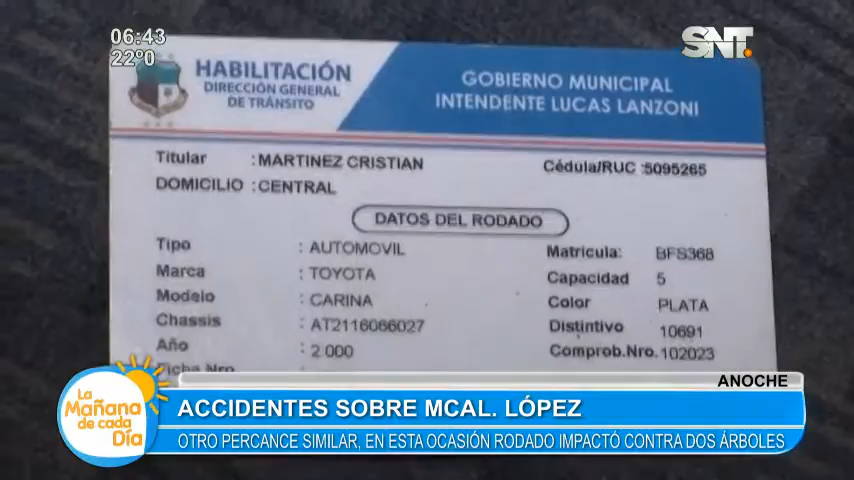 06:43
22º0
SNT.
HABILITACIÓN
DIRECCIÓN GENERAL
DE TRÁNSITO
GOBIERNO MUNICIPAL
INTENDENTE LUCAS LANZONI
Titular : MARTINEZ CRISTIAN Cédula/RUC : 5095265
DOMICILIO : CENTRAL
DATOS DEL RODADO
Tipo : AUTOMOVIL Matricula: BFS368
Marca : TOYOTA Capacidad 5
Modelo : CARINA Color PLATA
Chassis : AT2116066027 Distintivo 10691
Año : 2.000 Comprob.Nro. 102023
Ficha Nro
ANOCHE
La Mañana de cada Día
ACCIDENTES SOBRE MCAL. LÓPEZ
OTRO PERCANCE SIMILAR, EN ESTA OCASIÓN RODADO IMPACTÓ CONTRA DOS ÁRBOLES